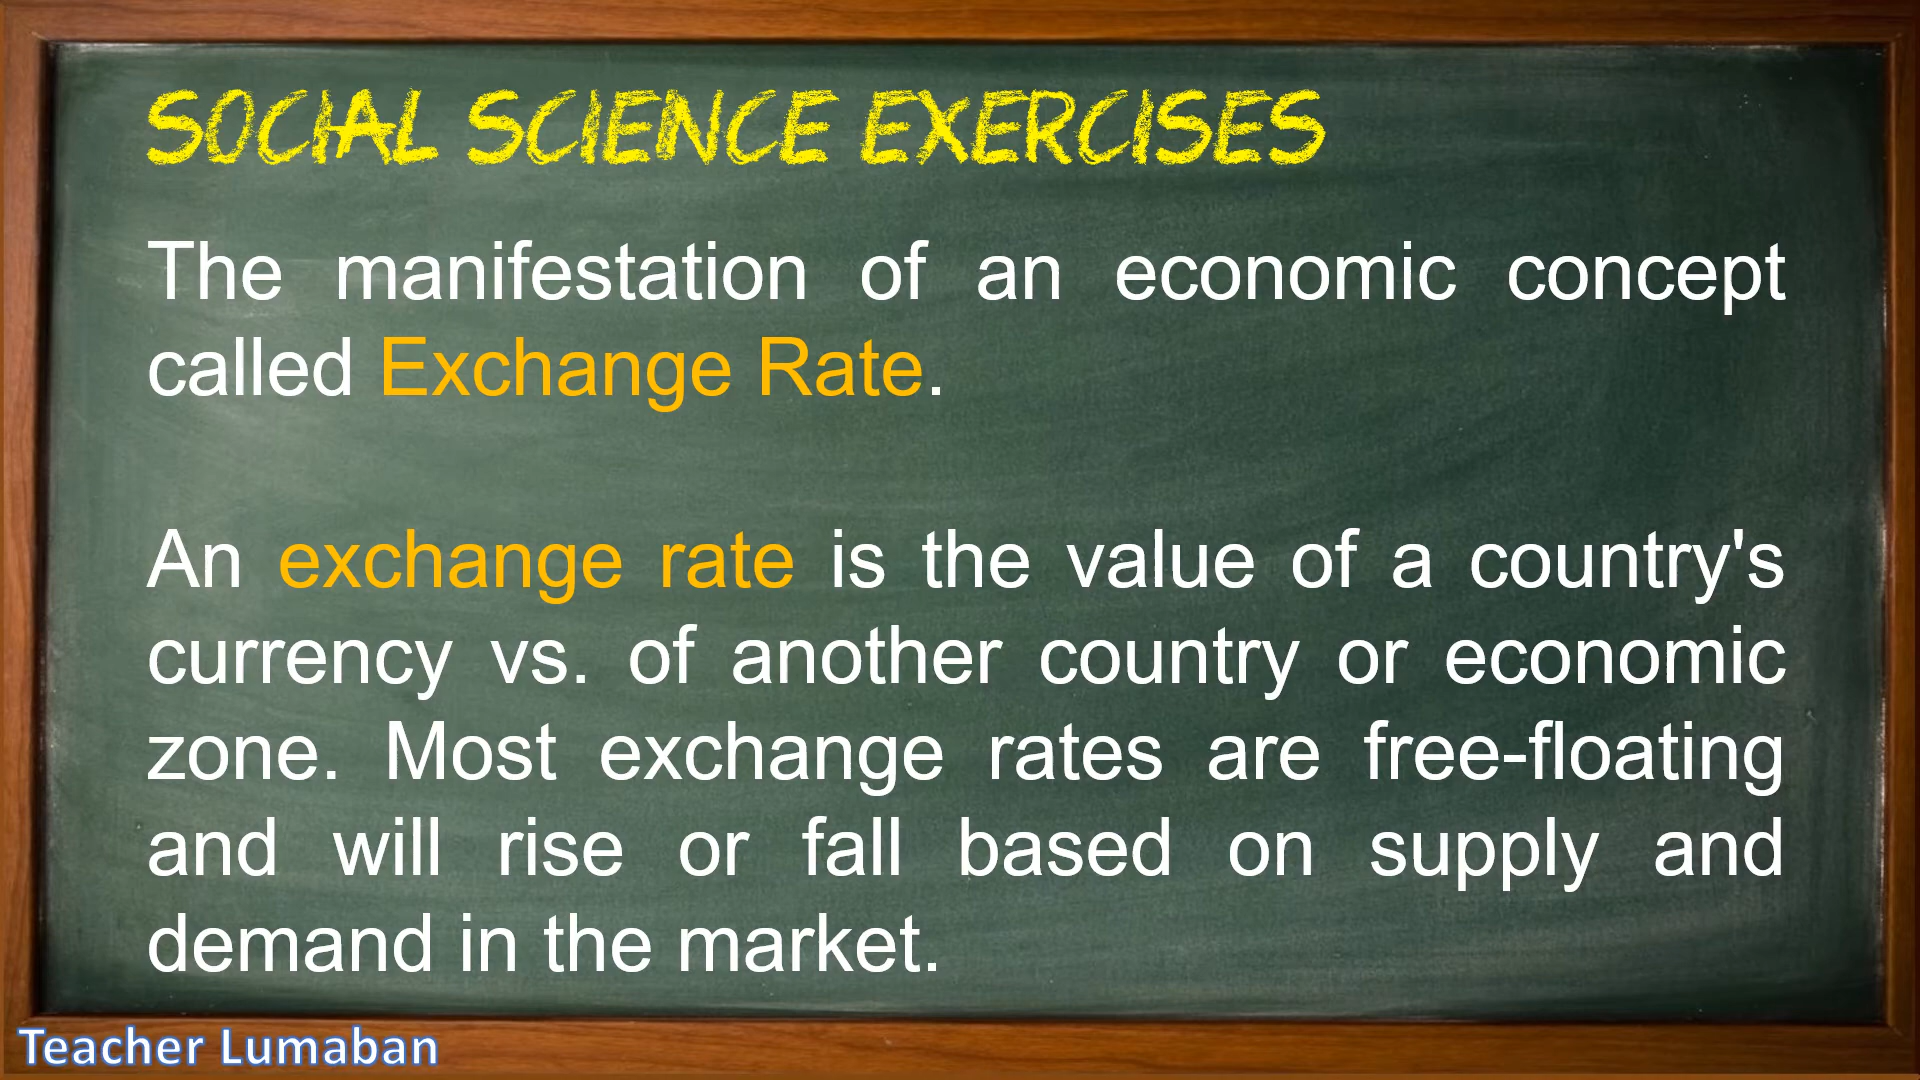 SOCIAL SCIENCE EXERCISES
The manifestation of an economic concept
called Exchange Rate.
An exchange rate is the value of a country's
currency vs. of another country or economic
zone. Most exchange rates are free-floating
and will rise or fall based on supply and
demand in the market.
Teacher Lumaban